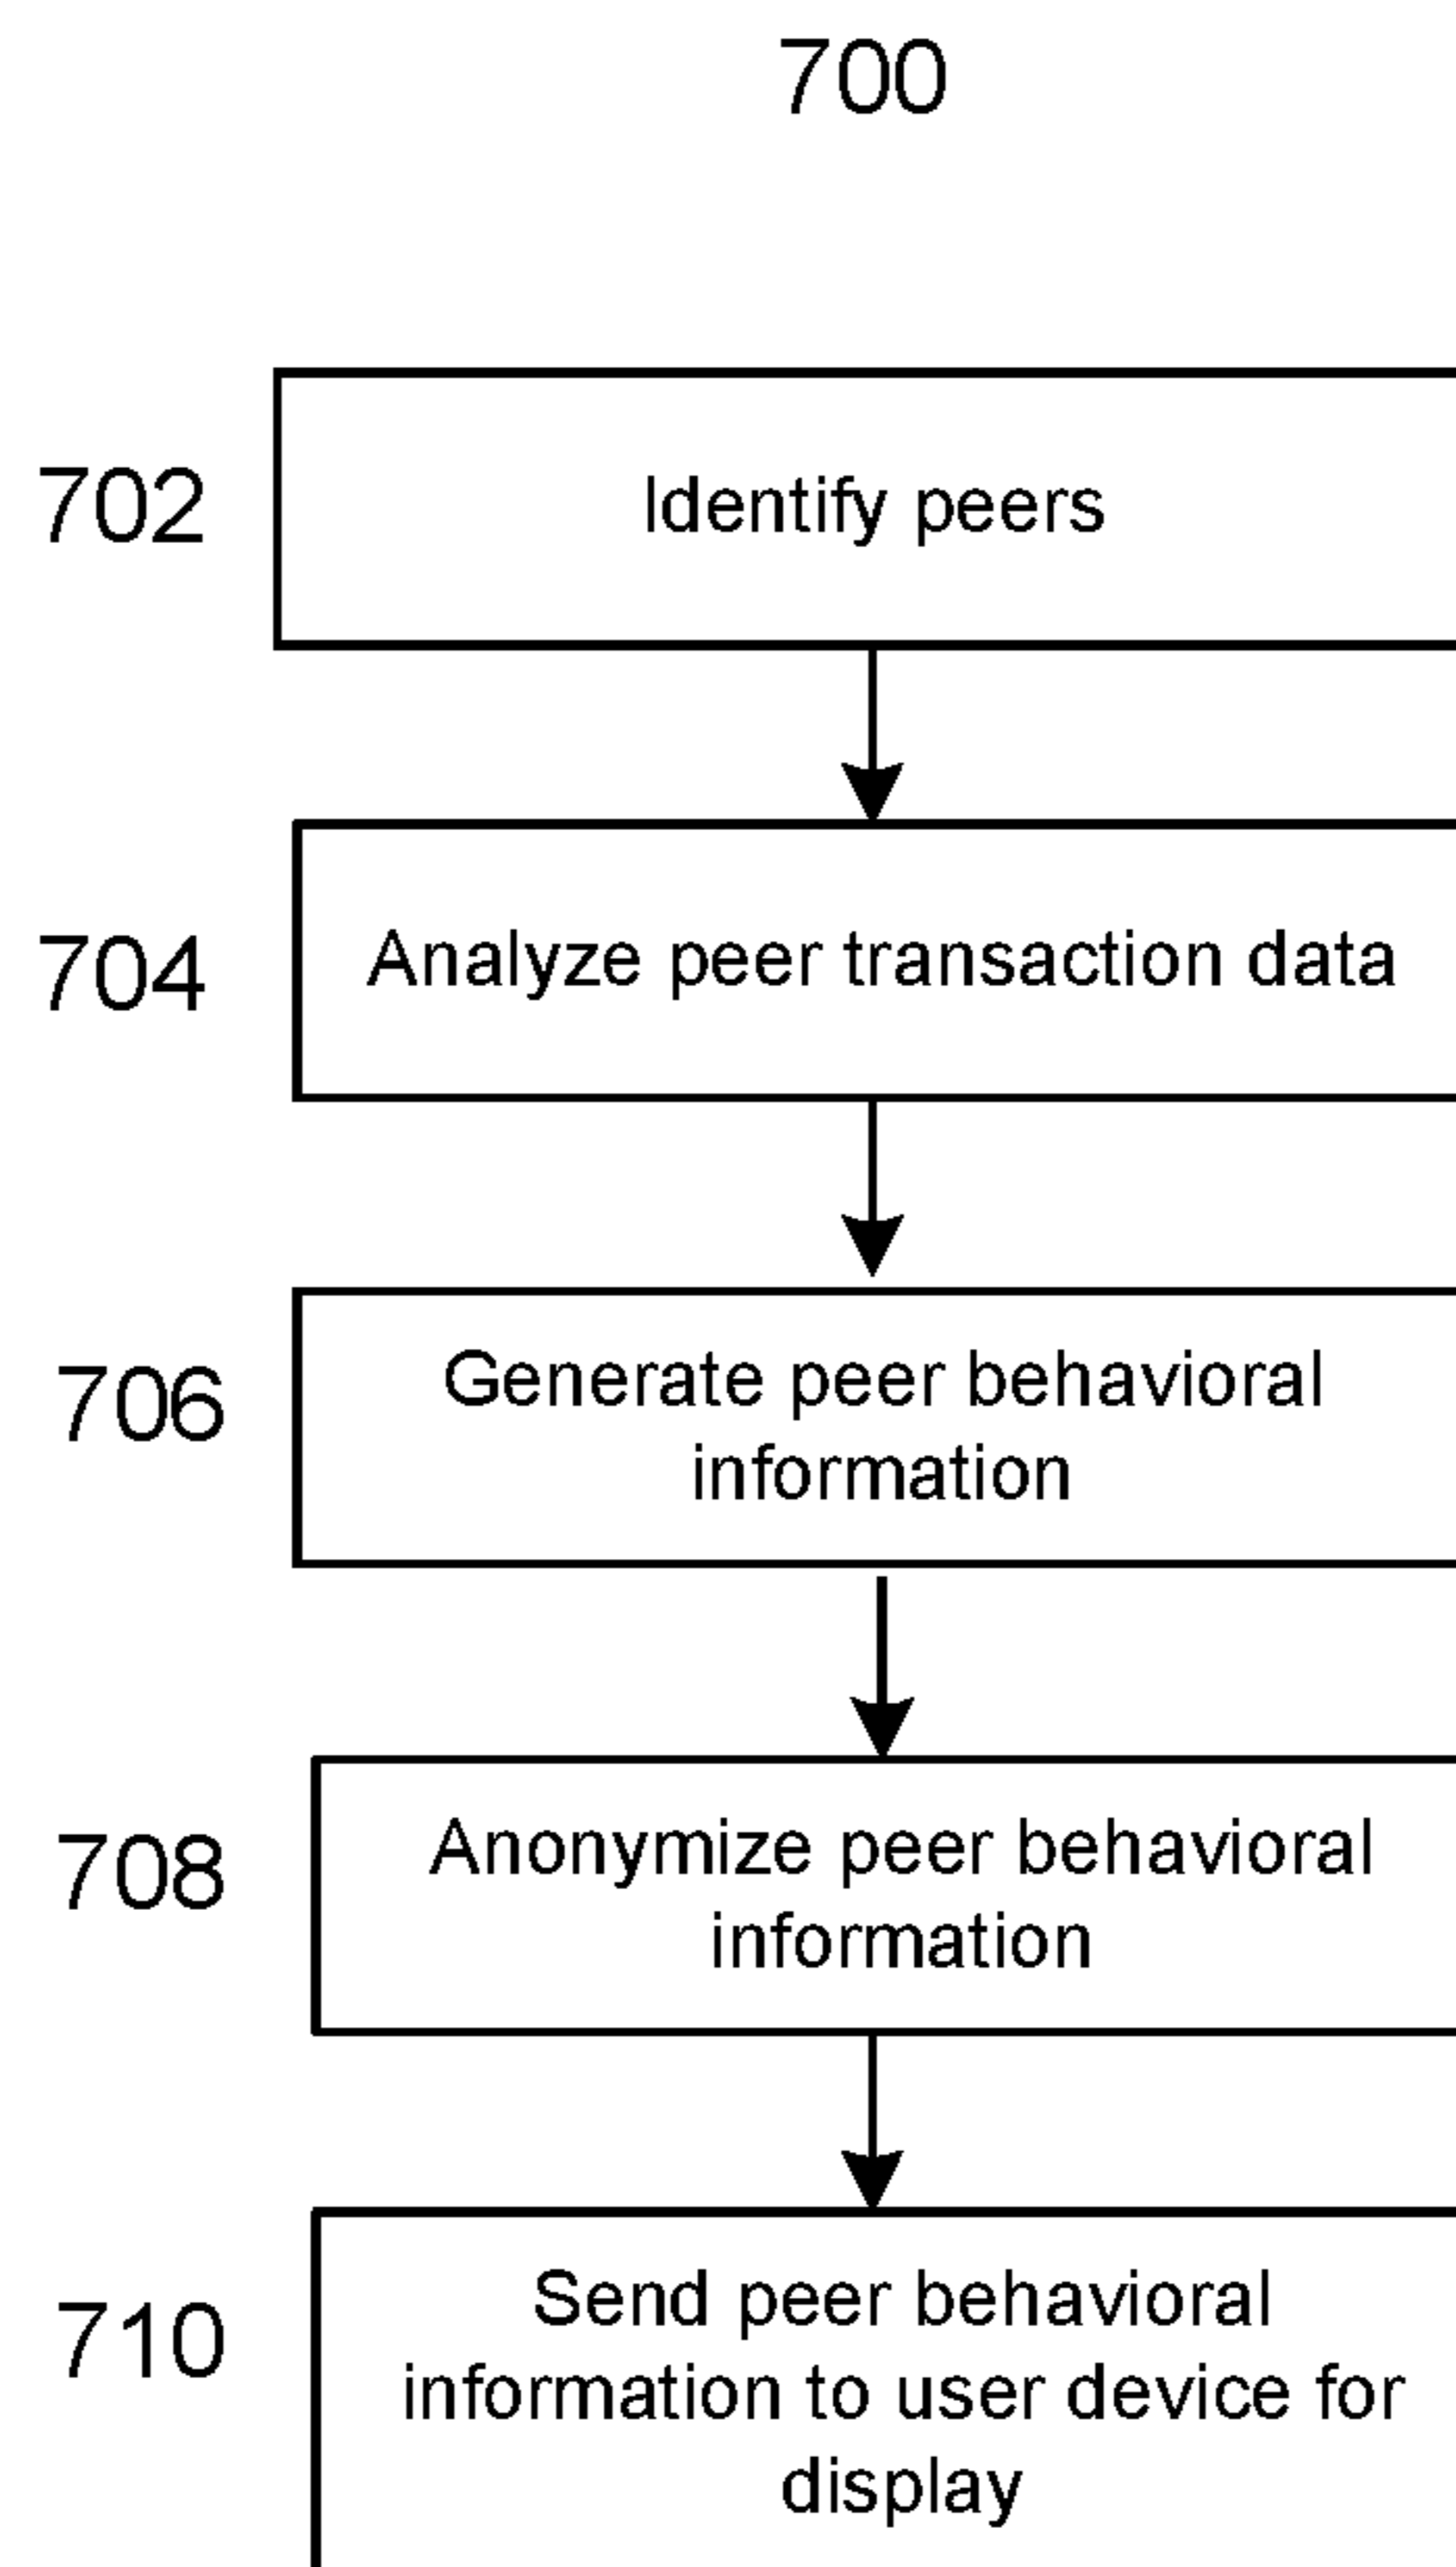 700
702
Identify peers
704
Analyze peer transaction data
706
Generate peer behavioral
information
708
Anonymize peer behavioral
information
710
Send peer behavioral
information to user device for
display